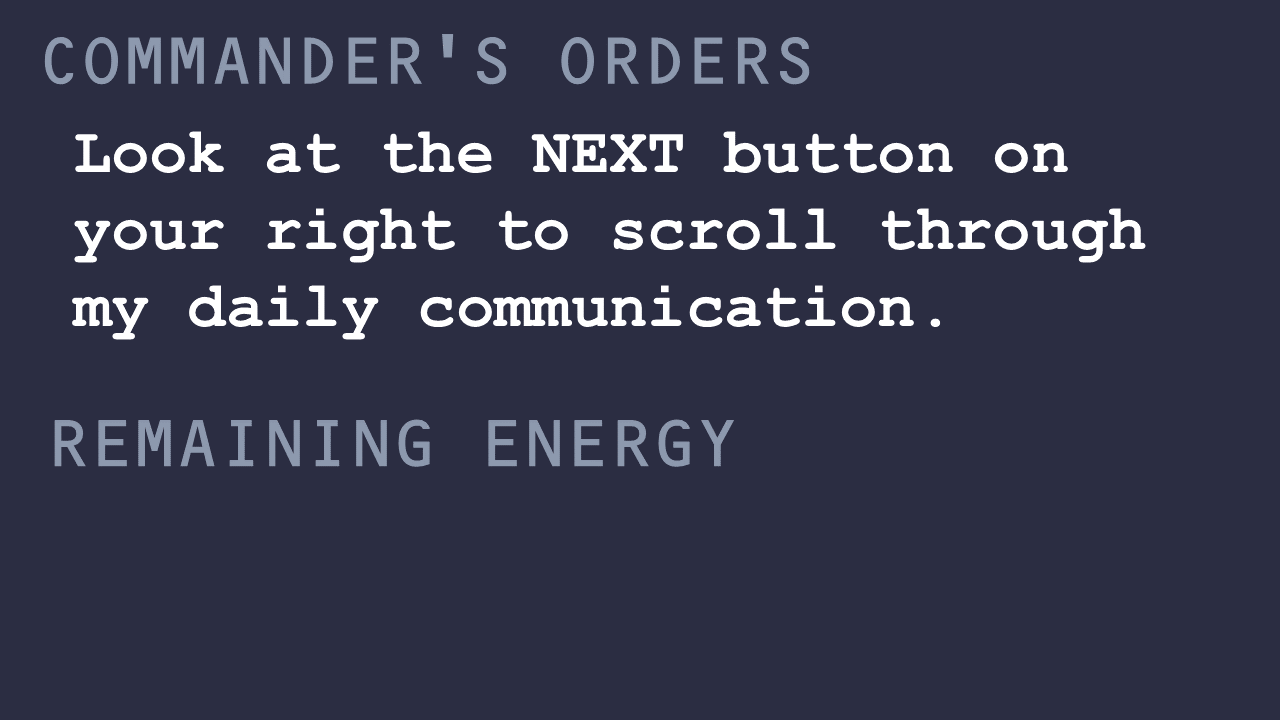 COMMANDER'S ORDERS
Look at the NEXT button on
your right to scroll through
my daily communication.
REMAINING ENERGY